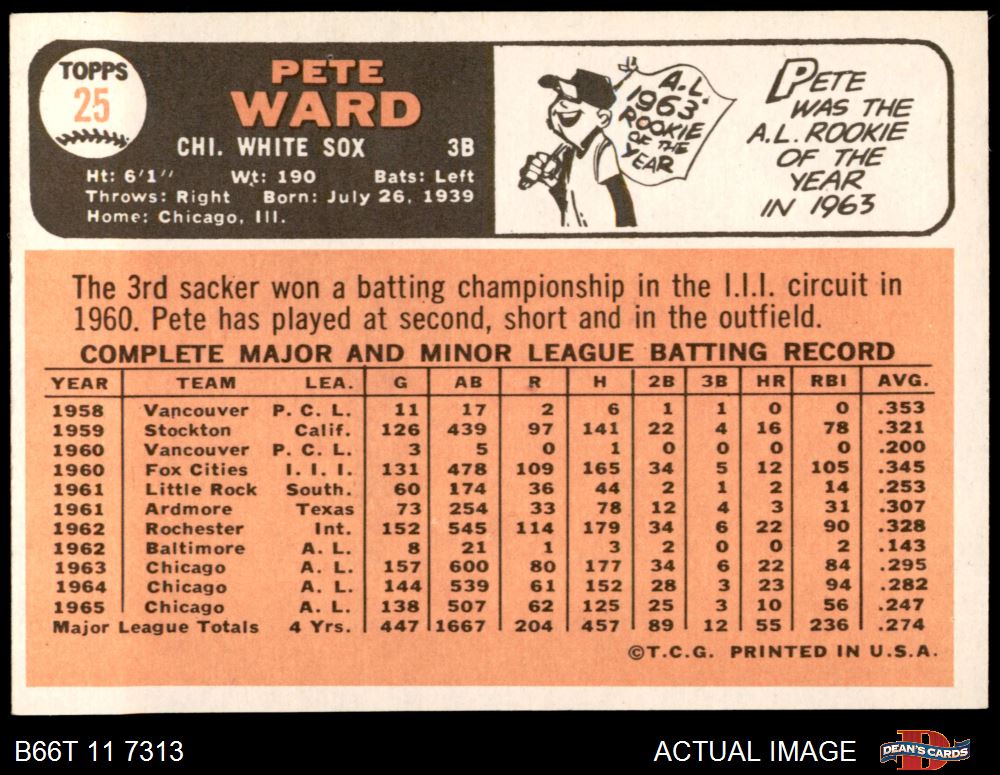 TOPPS
25
PETE
WARD
CHI. WHITE SOX 3B
Ht: 6'1" Wt: 190 Bats: Left
Throws: Right Born: July 26, 1939
Home: Chicago, Ill.
A.L.
1963
ROOKIE
OF THE
YEAR
PETE
WAS THE
A.L. ROOKIE
OF THE
YEAR
IN 1963
The 3rd sacker won a batting championship in the I.I.I. circuit in
1960. Pete has played at second, short and in the outfield.
COMPLETE MAJOR AND MINOR LEAGUE BATTING RECORD
YEAR TEAM LEA. G AB R H 2B 3B HR RBI AVG.
1958 Vancouver P. C. L. 11 17 2 6 1 1 0 0 .353
1959 Stockton Calif. 126 439 97 141 22 4 16 78 .321
1960 Vancouver P. C. L. 3 5 0 1 0 0 0 0 .200
1960 Fox Cities I. I. I. 131 478 109 165 34 5 12 105 .345
1961 Little Rock South. 60 174 36 44 2 1 2 14 .253
1961 Ardmore Texas 73 254 33 78 12 4 3 31 .307
1962 Rochester Int. 152 545 114 179 34 6 22 90 .328
1962 Baltimore A. L. 8 21 1 3 2 0 0 2 .143
1963 Chicago A. L. 157 600 80 177 34 6 22 84 .295
1964 Chicago A. L. 144 539 61 152 28 3 23 94 .282
1965 Chicago A. L. 138 507 62 125 25 3 10 56 .247
Major League Totals 4 Yrs. 447 1667 204 457 89 12 55 236 .274
©T.C.G. PRINTED IN U.S.A.
B66T 11 7313
ACTUAL IMAGE
DEAN'S CARDS